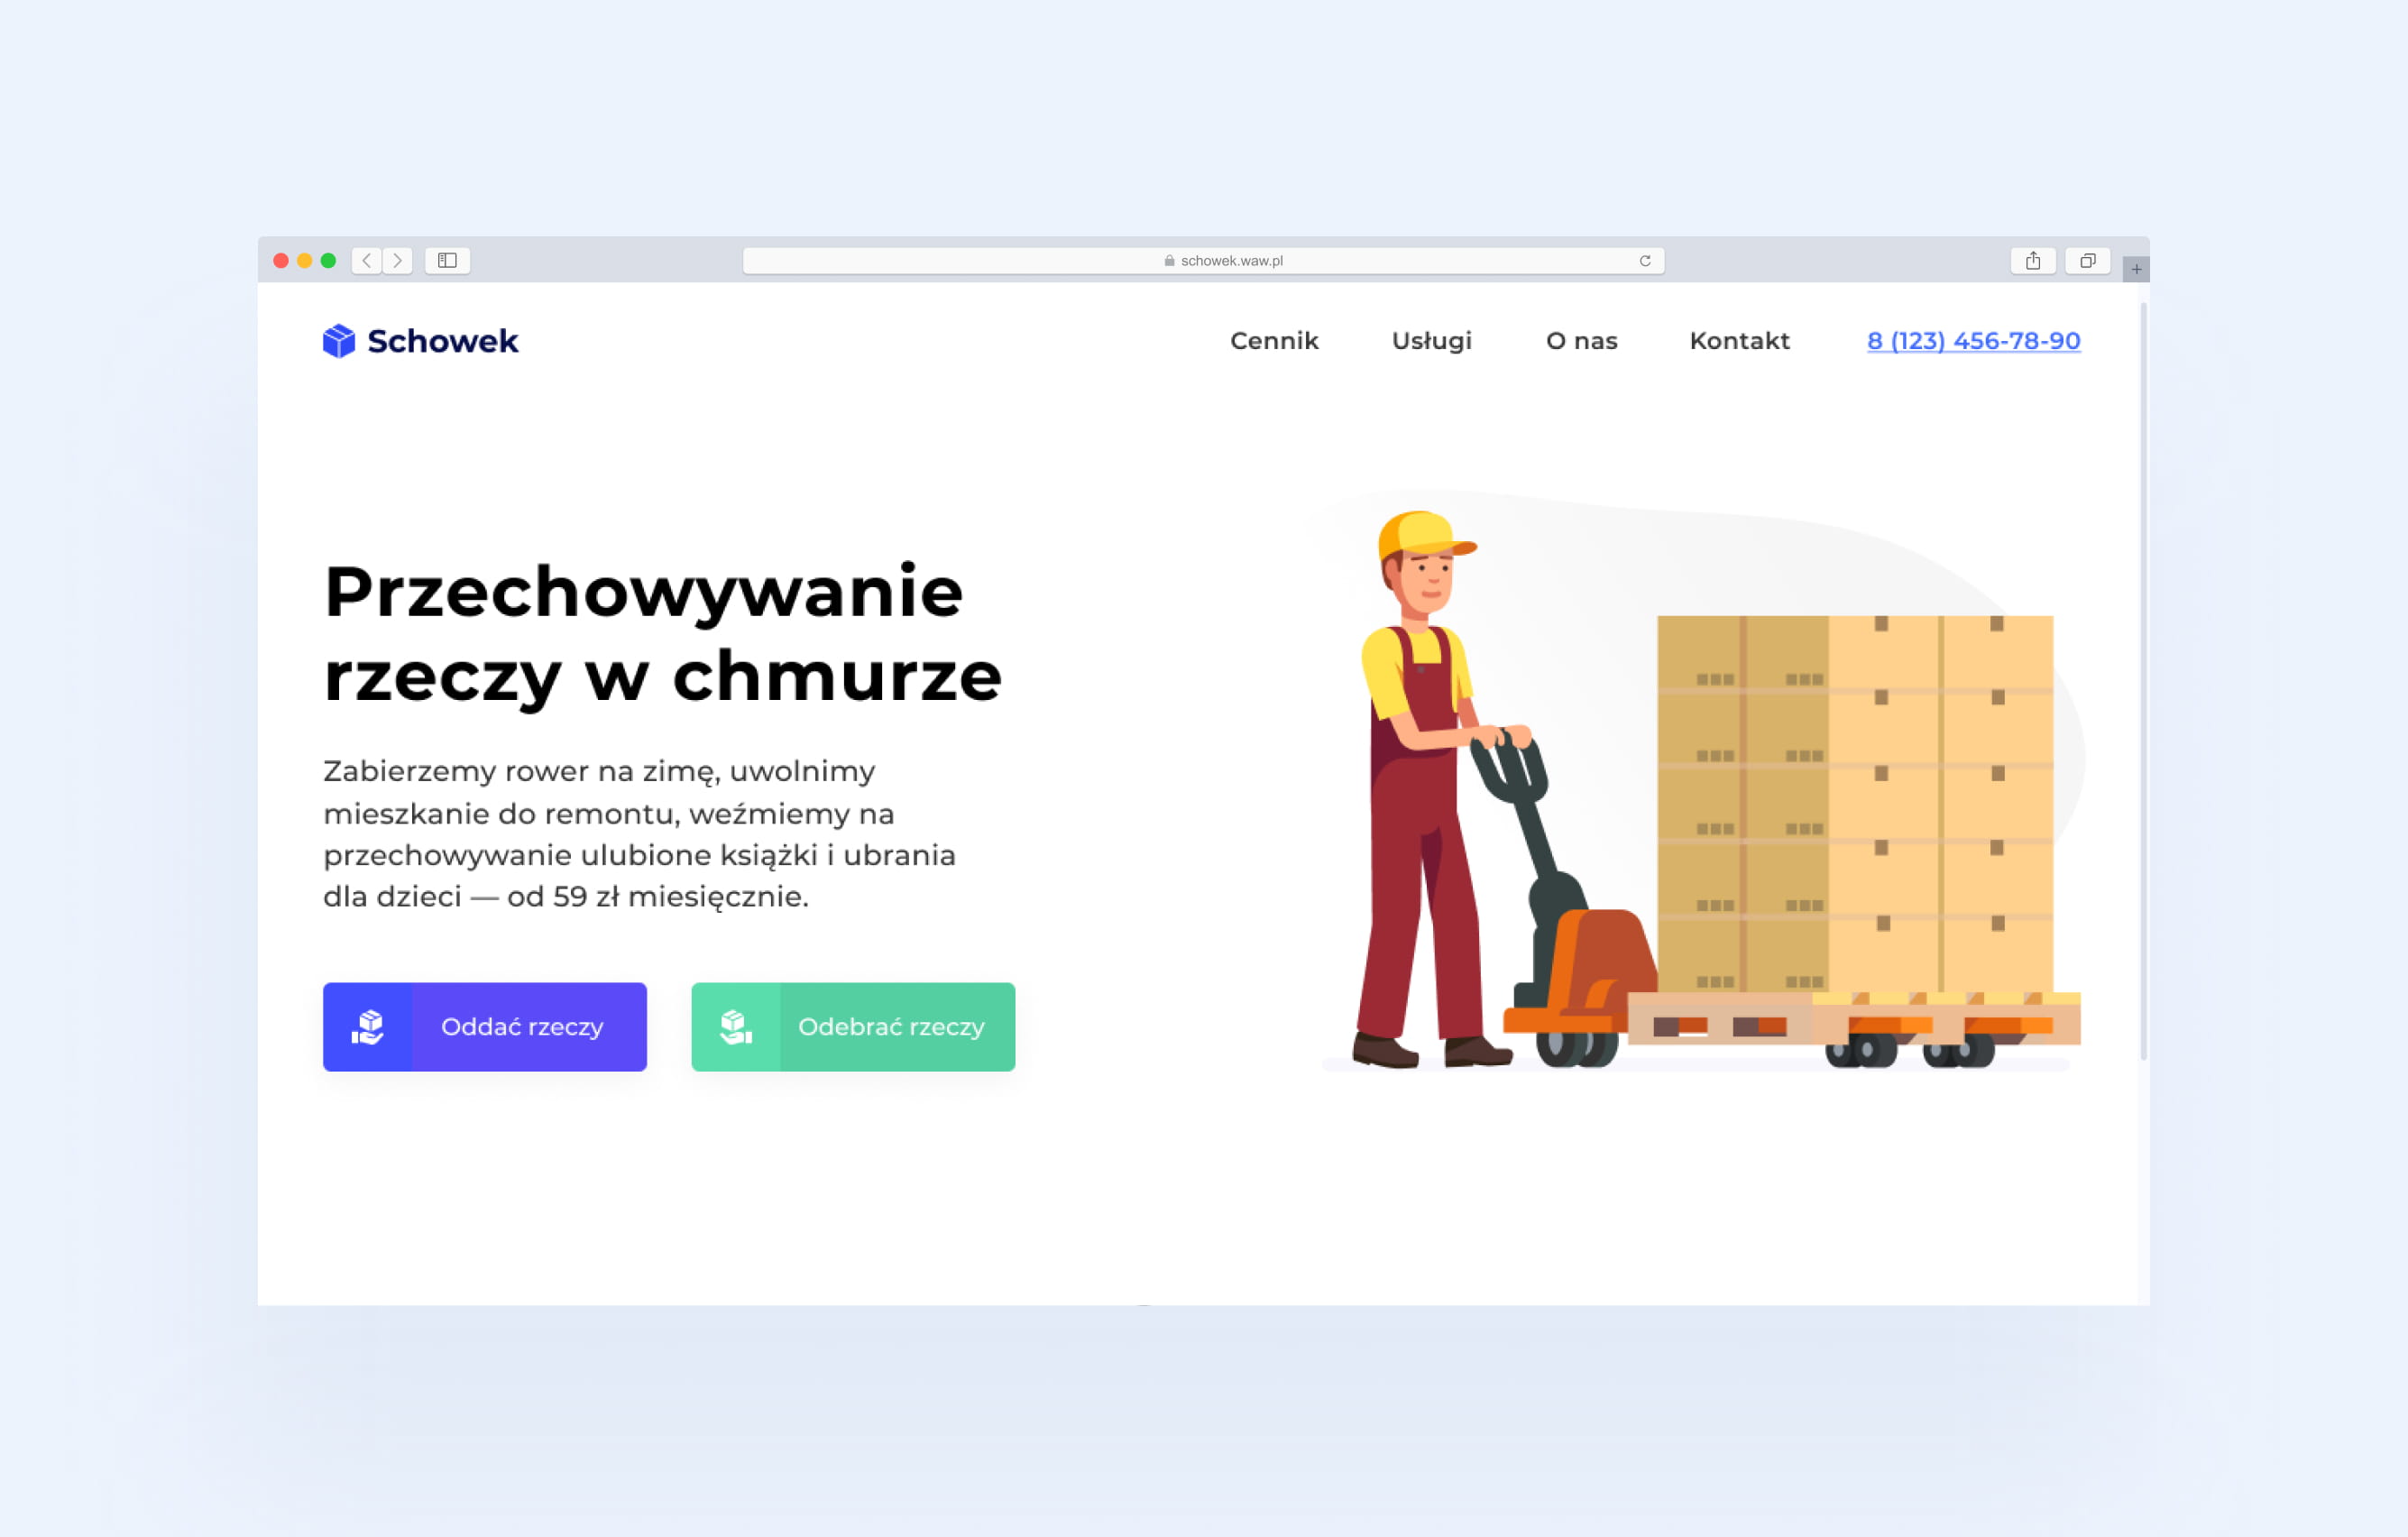 schowek.waw.pl
Schowek
Cennik
Usługi
O nas
Kontakt
8 (123) 456-78-90
Przechowywanie
rzeczy w chmurze
Zabierzemy rower na zimę, uwolnimy
mieszkanie do remontu, weźmiemy na
przechowywanie ulubione książki i ubrania
dla dzieci — od 59 zł miesięcznie.
Oddać rzeczy
Odebrać rzeczy